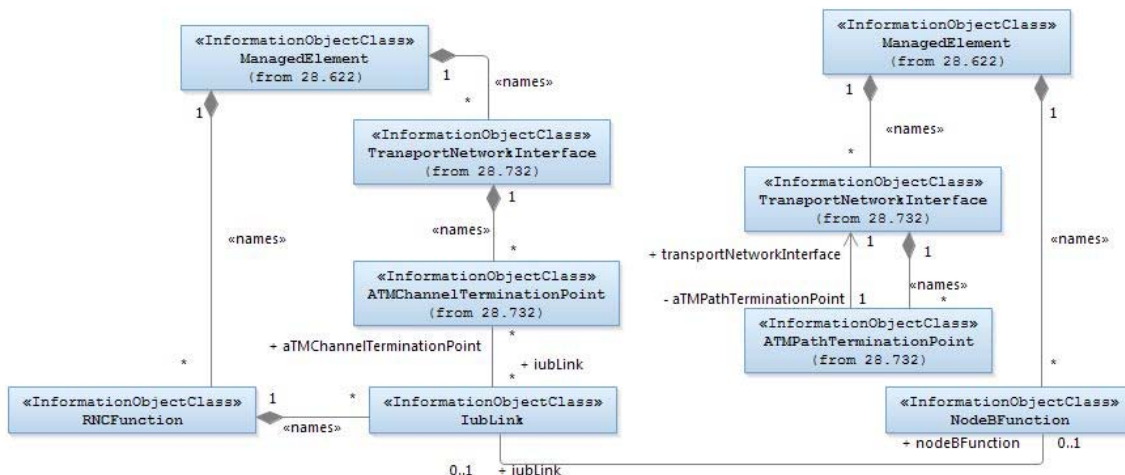 «InformationObjectClass»
ManagedElement
(from 28.622)
1
1
«names»
*
«InformationObjectClass»
TransportNetworkInterface
(from 28.732)
1
«names»
*
«names»
«InformationObjectClass»
ATMChannelTerminationPoint
(from 28.732)
+ aTMChannelTerminationPoint
*
+ iubLink
*
*
«InformationObjectClass»
RNCFunction
1
*
«names»
«InformationObjectClass»
IubLink
0..1
+ iubLink
«InformationObjectClass»
ManagedElement
(from 28.622)
1
1
«names»
*
«InformationObjectClass»
TransportNetworkInterface
(from 28.732)
+ transportNetworkInterface
1
1
«names»
«names»
- aTMPathTerminationPoint
1
*
«InformationObjectClass»
ATMPathTerminationPoint
(from 28.732)
*
«InformationObjectClass»
NodeBFunction
+ nodeBFunction
0..1